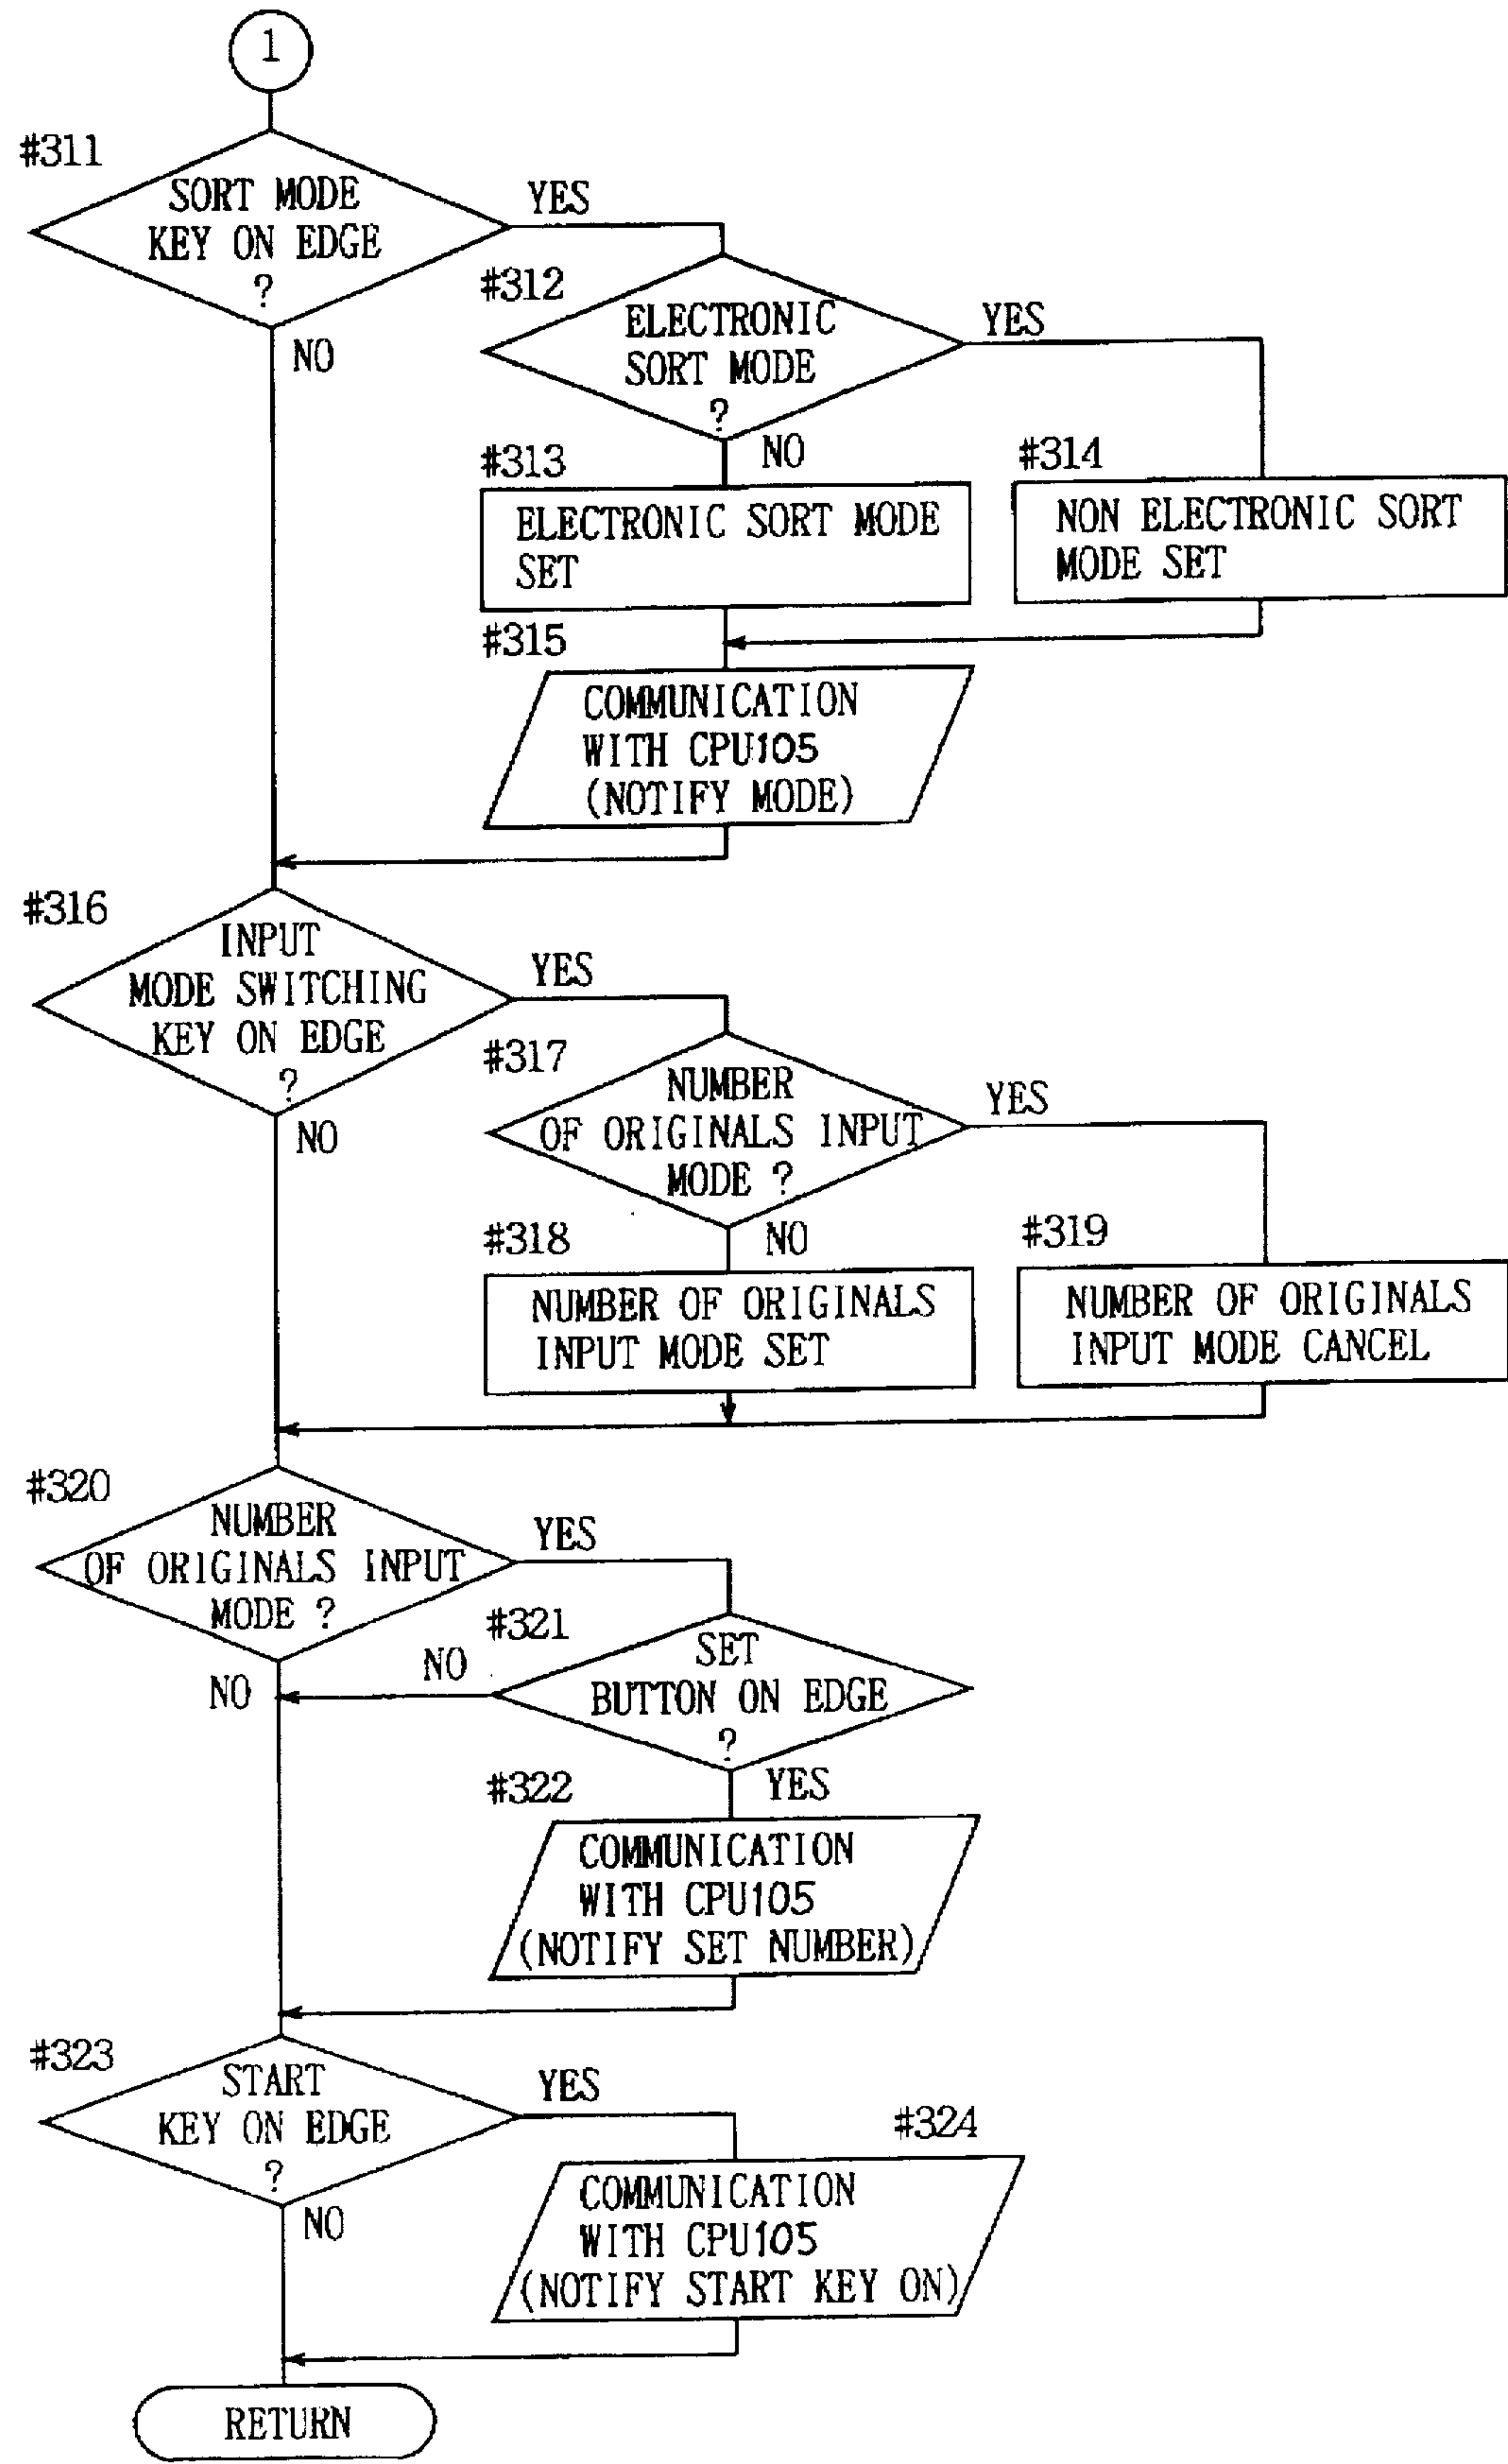 1
#311
SORT MODE
KEY ON EDGE
?
YES
NO
#312
ELECTRONIC
SORT MODE
?
YES
NO
#313
ELECTRONIC SORT MODE
SET
#314
NON ELECTRONIC SORT
MODE SET
#315
COMMUNICATION
WITH CPU105
(NOTIFY MODE)
#316
INPUT
MODE SWITCHING
KEY ON EDGE
?
YES
NO
#317
NUMBER
OF ORIGINALS INPUT
MODE ?
YES
NO
#318
NUMBER OF ORIGINALS
INPUT MODE SET
#319
NUMBER OF ORIGINALS
INPUT MODE CANCEL
#320
NUMBER
OF ORIGINALS INPUT
MODE ?
YES
NO
#321
SET
BUTTON ON EDGE
?
NO
YES
#322
COMMUNICATION
WITH CPU105
(NOTIFY SET NUMBER)
#323
START
KEY ON EDGE
?
YES
NO
#324
COMMUNICATION
WITH CPU105
(NOTIFY START KEY ON)
RETURN